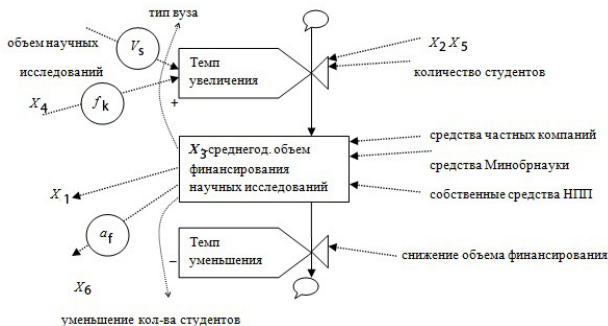 тип вуза
объем научных
исследований
V_s
Темп
увеличения
X_2 X_5
количество студентов
X_4
f_k
+
X_3-среднегод. объем
финансирования
научных исследований
средства частных компаний
средства Минобрнауки
собственные средства НПП
X_1
a_f
X_6
Темп
уменьшения
–
снижение объема финансирования
уменьшение кол-ва студентов